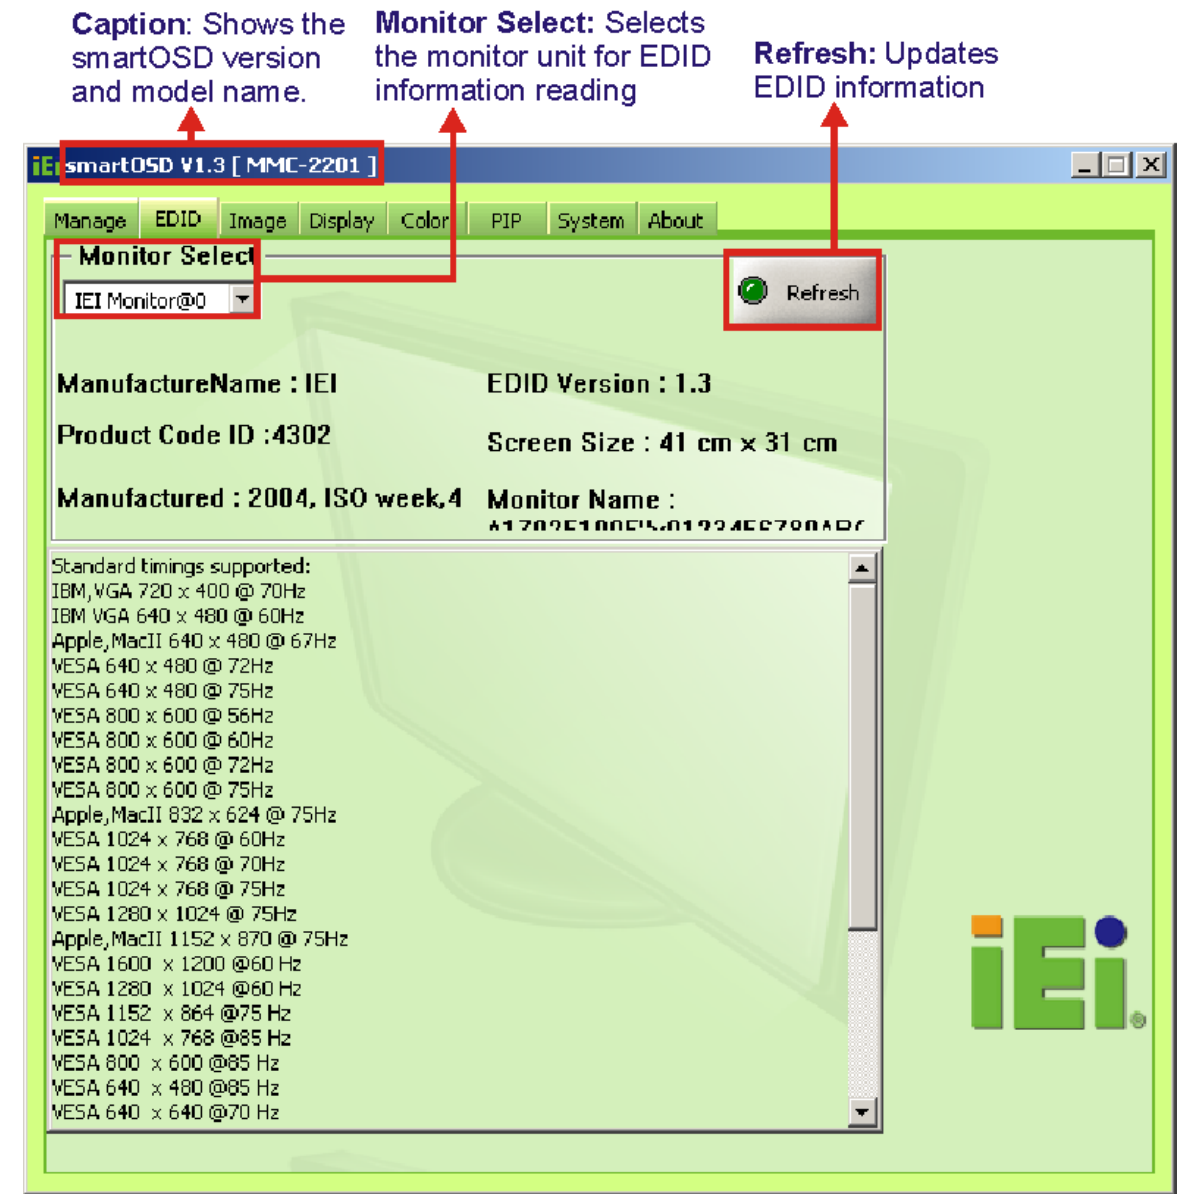 Caption: Shows the
smartOSD version
and model name.
Monitor Select: Selects
the monitor unit for EDID
information reading
Refresh: Updates
EDID information
smartOSD V1.3 [ MMC-2201 ]
Manage EDID Image Display Color PIP System About
Monitor Select
IEI Monitor@0
Refresh
ManufactureName : IEI
EDID Version : 1.3
Product Code ID :4302
Screen Size : 41 cm x 31 cm
Manufactured : 2004, ISO week,4
Monitor Name :
Standard timings supported:
IBM,VGA 720 x 400 @ 70Hz
IBM VGA 640 x 480 @ 60Hz
Apple,MacII 640 x 480 @ 67Hz
VESA 640 x 480 @ 72Hz
VESA 640 x 480 @ 75Hz
VESA 800 x 600 @ 56Hz
VESA 800 x 600 @ 60Hz
VESA 800 x 600 @ 72Hz
VESA 800 x 600 @ 75Hz
Apple,MacII 832 x 624 @ 75Hz
VESA 1024 x 768 @ 60Hz
VESA 1024 x 768 @ 70Hz
VESA 1024 x 768 @ 75Hz
VESA 1280 x 1024 @ 75Hz
Apple,MacII 1152 x 870 @ 75Hz
VESA 1600  x 1200 @60 Hz
VESA 1280  x 1024 @60 Hz
VESA 1152  x 864 @75 Hz
VESA 1024  x 768 @85 Hz
VESA 800  x 600 @85 Hz
VESA 640  x 480 @85 Hz
VESA 640  x 640 @70 Hz
iEi®